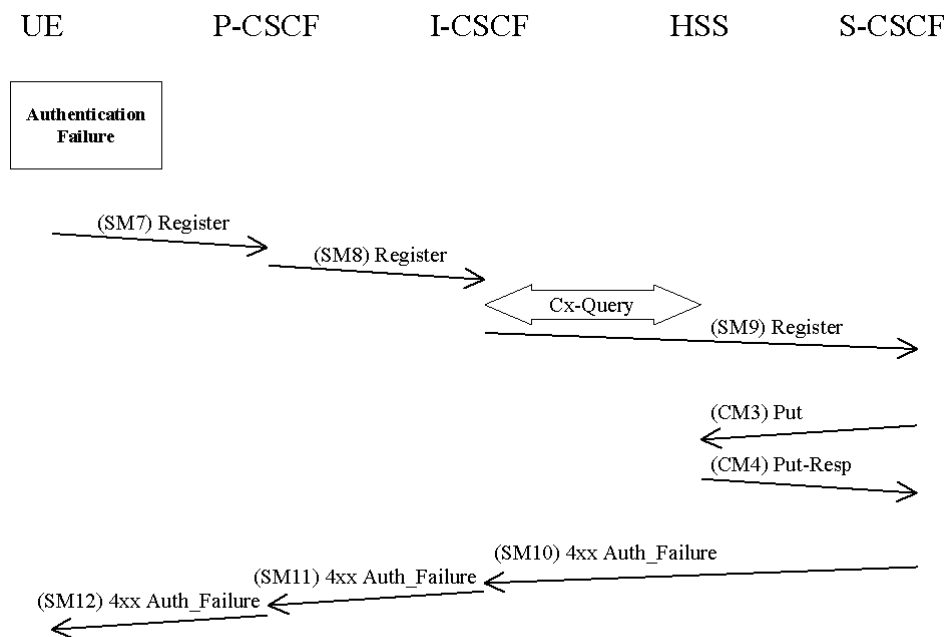 UE P-CSCF I-CSCF HSS S-CSCF
Authentication
Failure
(SM7) Register
(SM8) Register
Cx-Query
(SM9) Register
(CM3) Put
(CM4) Put-Resp
(SM10) 4xx Auth_Failure
(SM11) 4xx Auth_Failure
(SM12) 4xx Auth_Failure